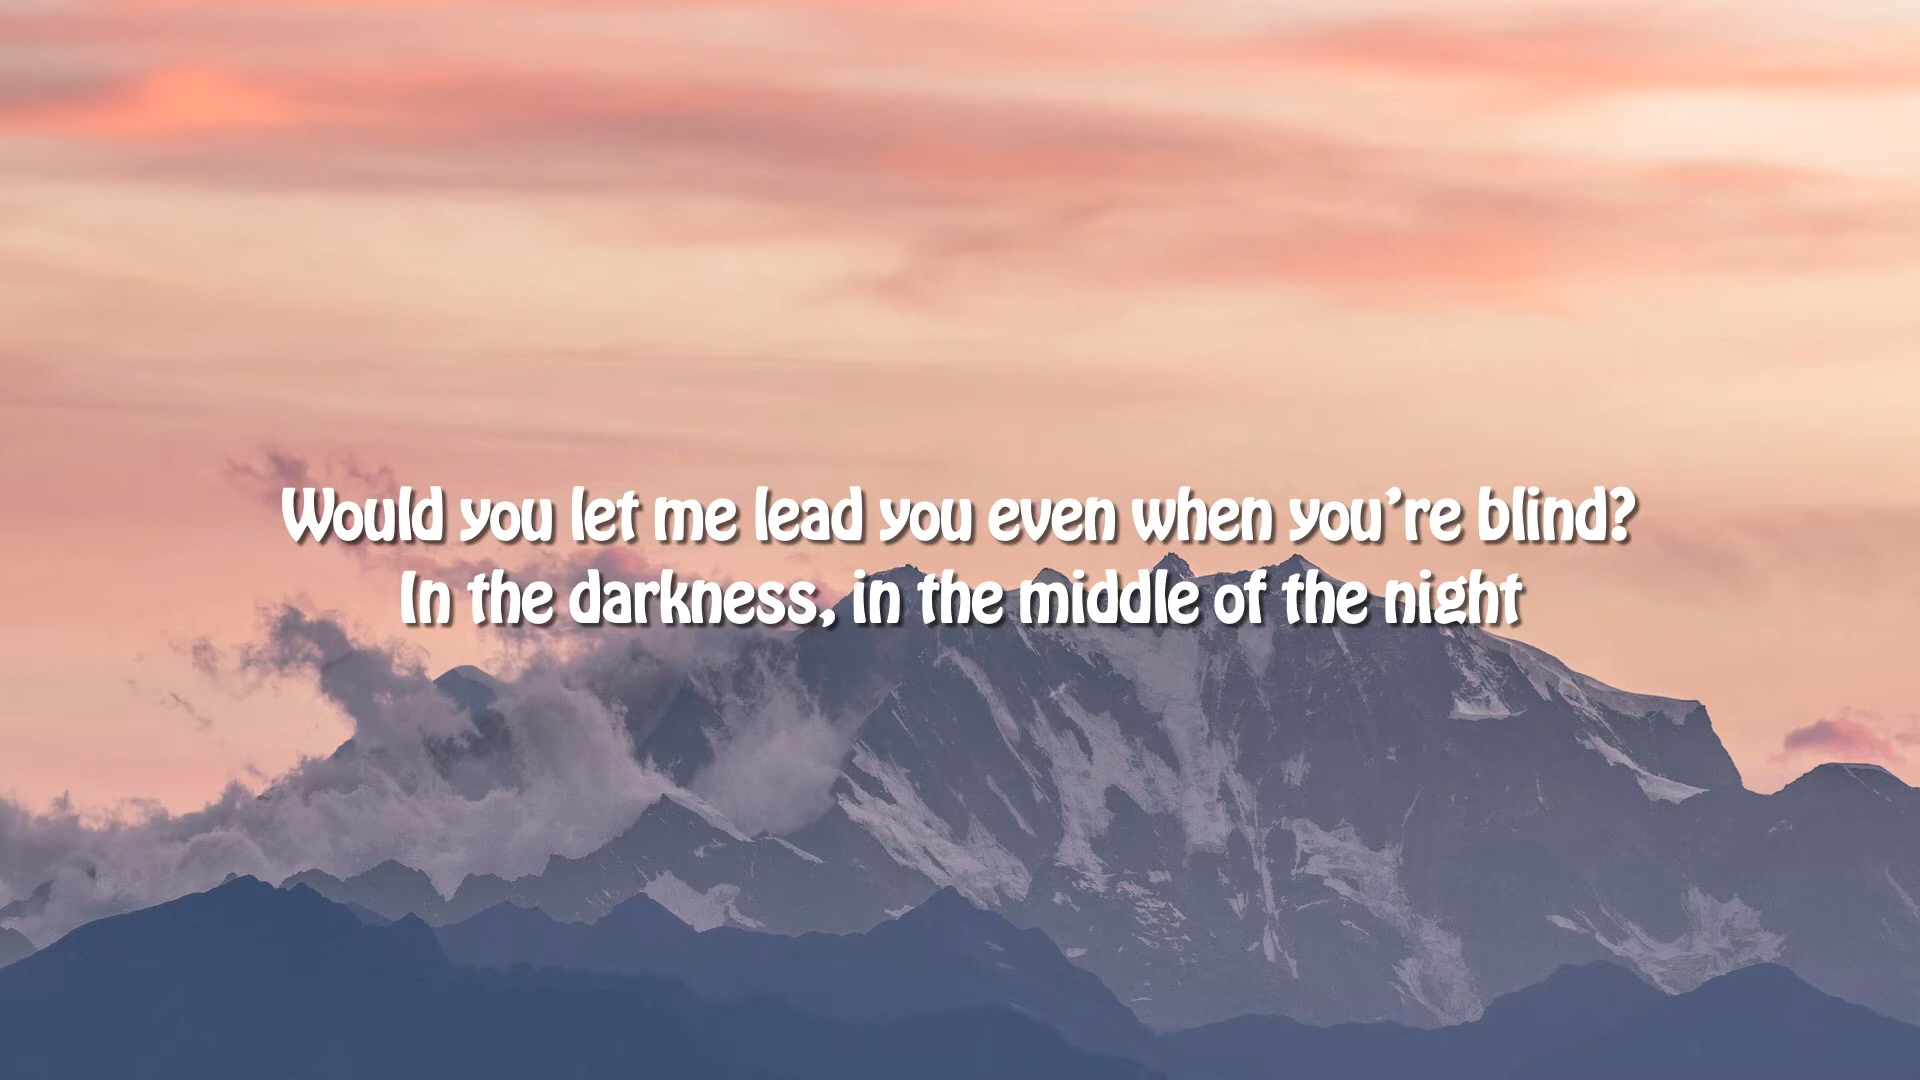 Would you let me lead you even when you're blind?
In the darkness, in the middle of the night